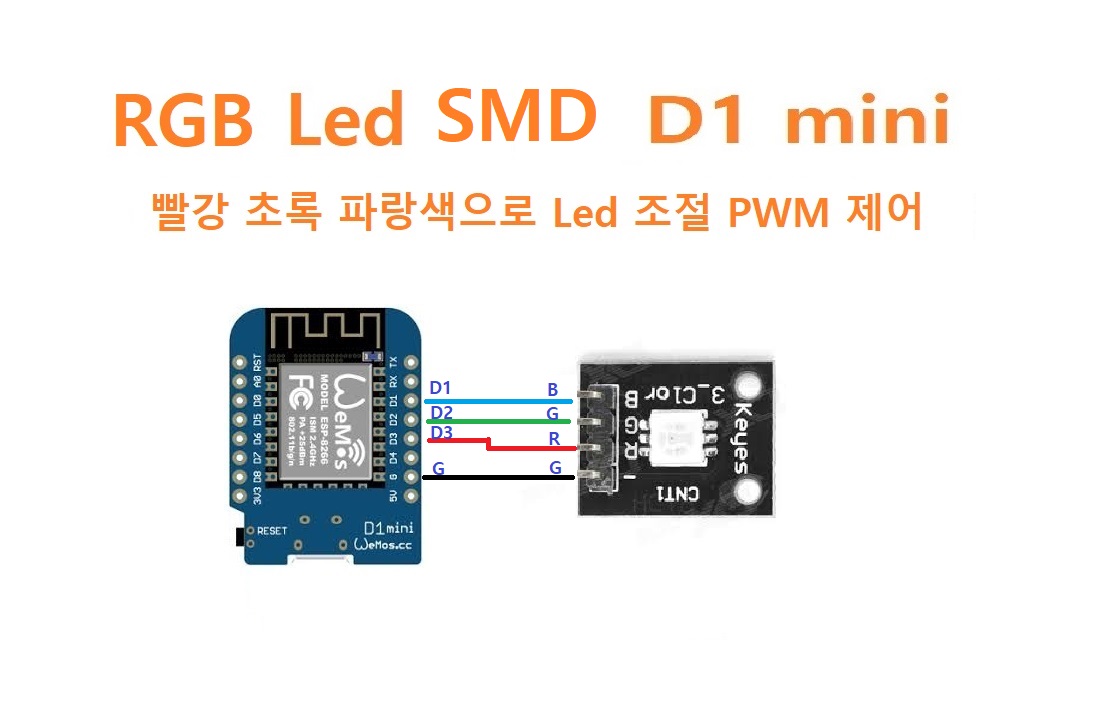 RGB Led SMD D1 mini
빨강 초록 파랑색으로 Led 조절 PWM 제어
RST
A0
D0
D5
D6
D7
D8
3V3
TX
RX
D1
D2
D3
D4
G
5V
WeMos
MODEL ESP-8266
ISM 2.4GHz
PA +25dBm
802.11b/g/n
FC
RESET
D1mini
WeMos.cc
D1 B
D2 G
D3 R
G G
3_Clor
B
G
R
-
Keyes
CNT1